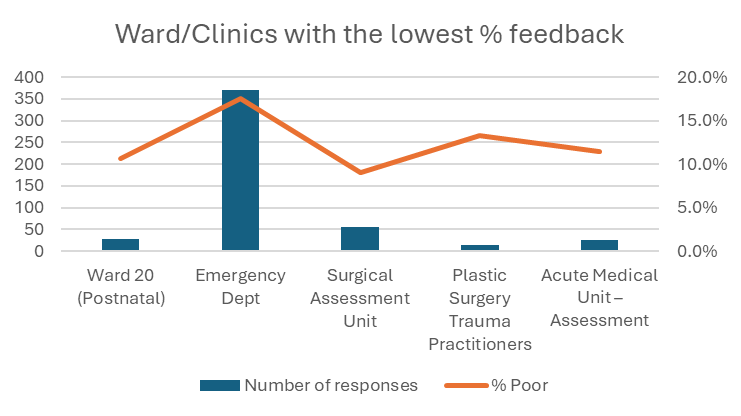 Ward/Clinics with the lowest % feedback
400
350
300
250
200
150
100
50
0
20.0%
15.0%
10.0%
5.0%
0.0%
Ward 20
(Postnatal)
Emergency
Dept
Surgical
Assessment
Unit
Plastic
Surgery
Trauma
Practitioners
Acute Medical
Unit –
Assessment
Number of responses
% Poor